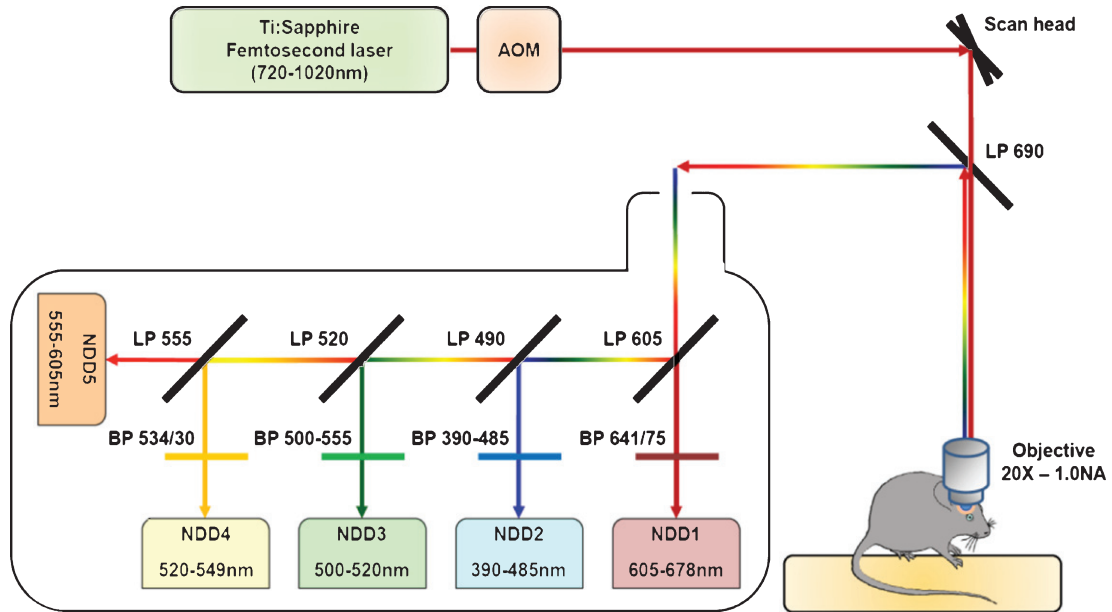 Ti:Sapphire
Femtosecond laser
(720-1020nm)
AOM
Scan head
LP 690
LP 555
LP 520
LP 490
LP 605
NDD5
555-605nm
BP 534/30
BP 500-555
BP 390-485
BP 641/75
Objective
20X – 1.0NA
NDD4
520-549nm
NDD3
500-520nm
NDD2
390-485nm
NDD1
605-678nm